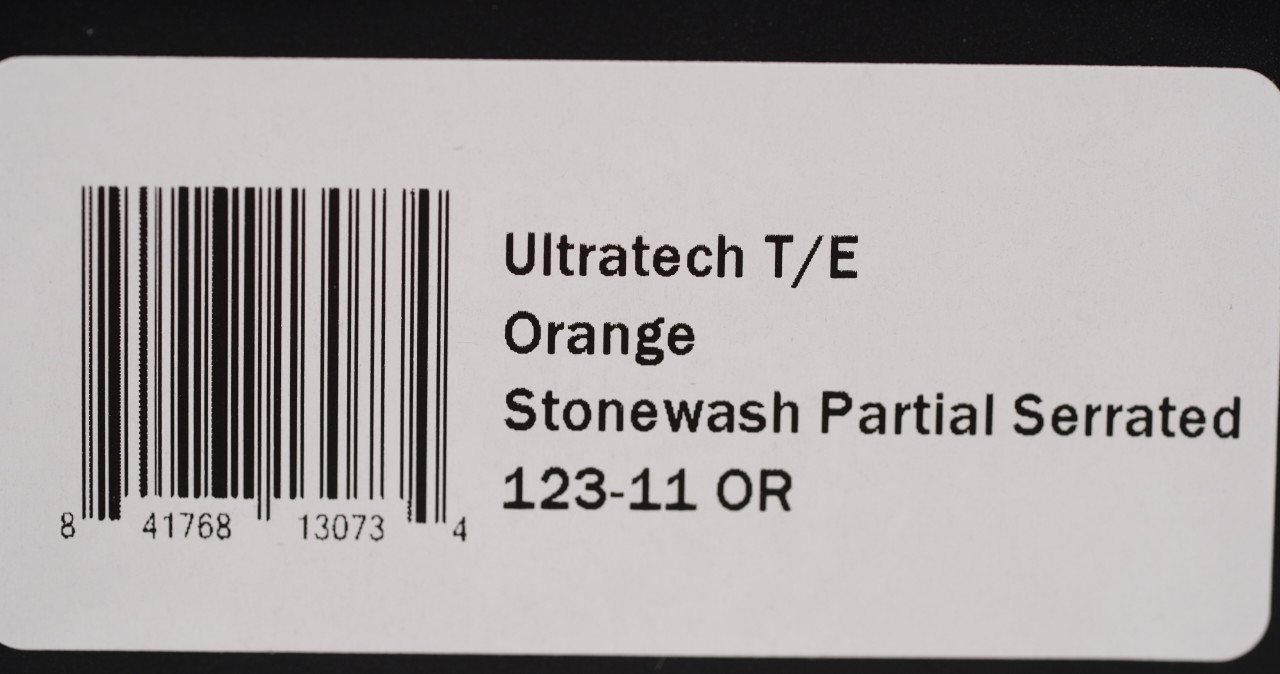 Ultratech T/E
Orange
Stonewash Partial Serrated
123-11 OR
8 41768 13073 4